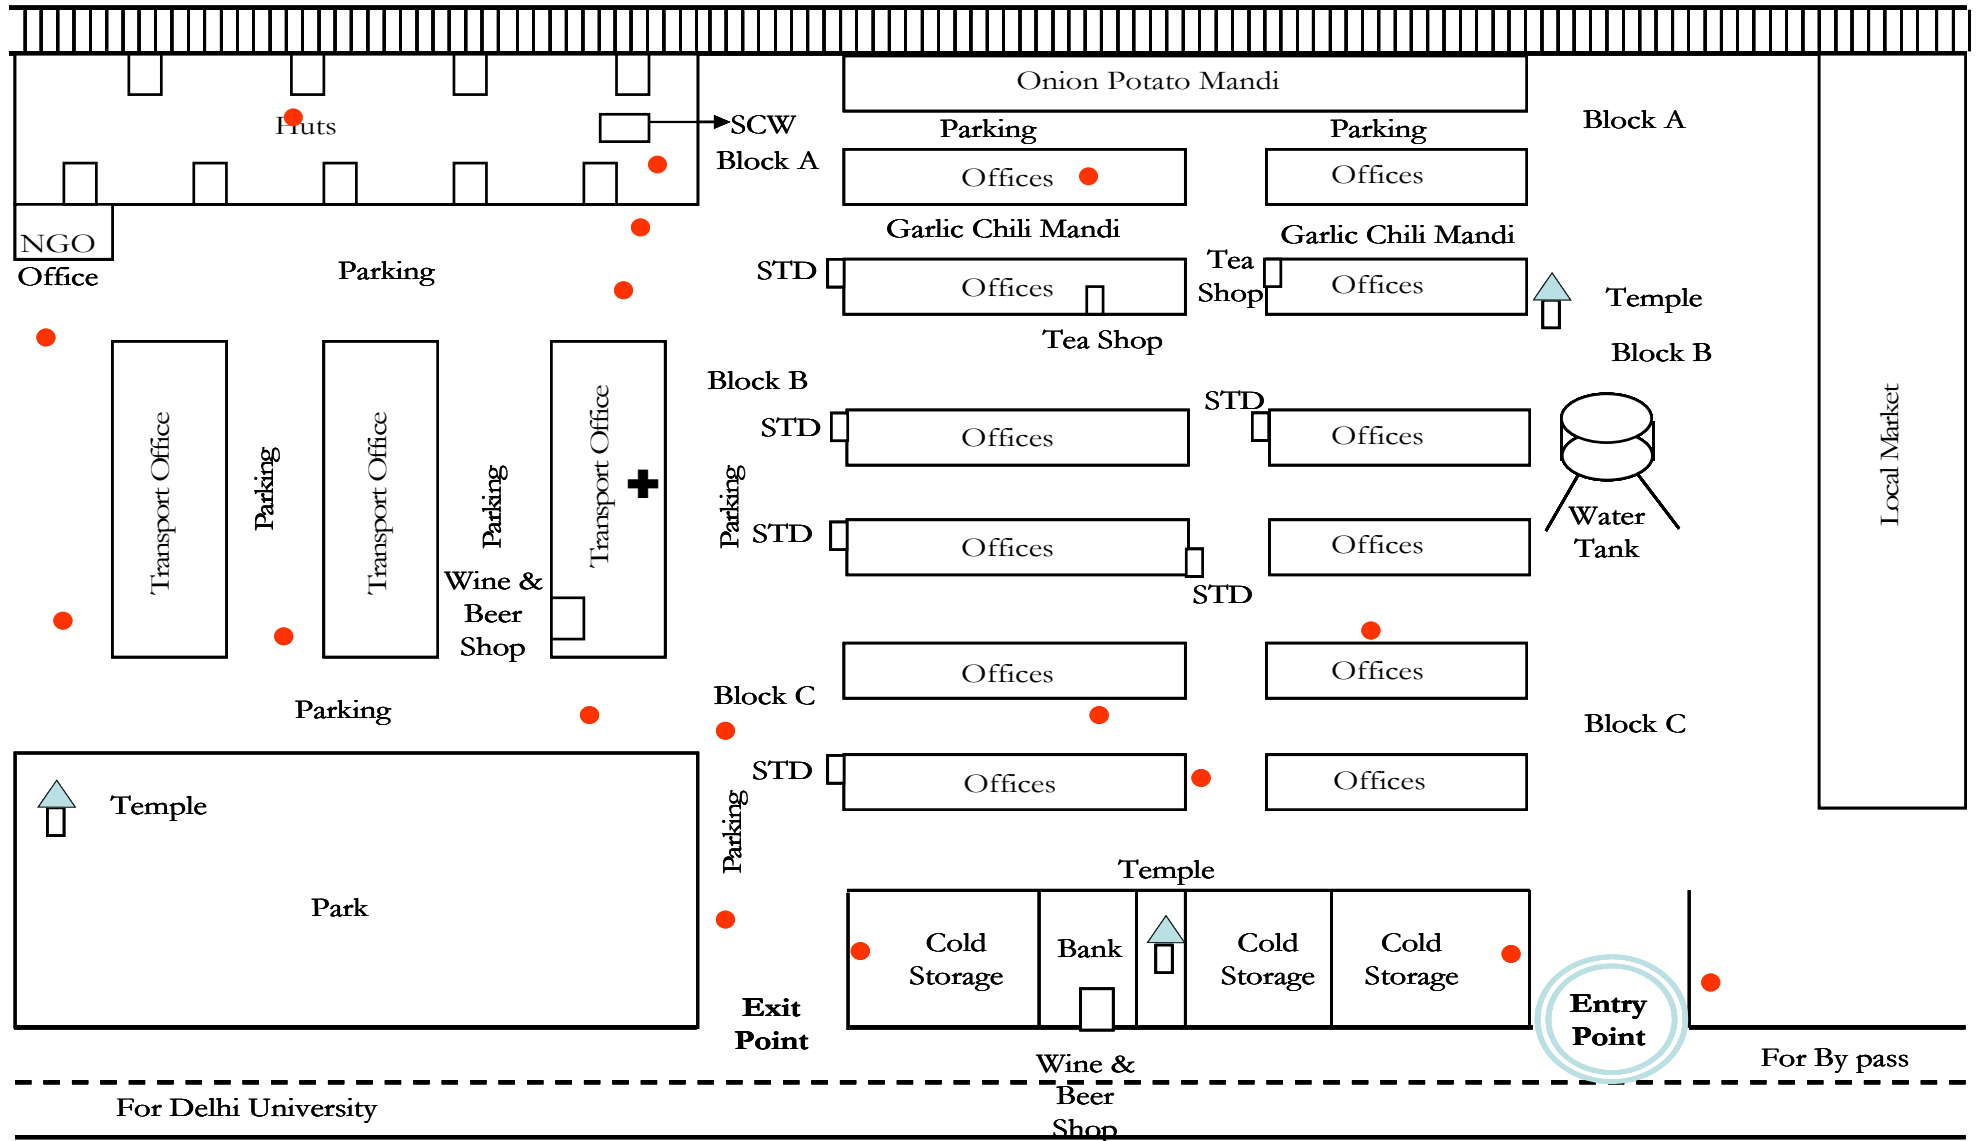 Onion Potato Mandi
Huts
SCW
Block A
Parking
Parking
Block A
Offices
Offices
NGO
Office
Parking
Garlic Chili Mandi
Garlic Chili Mandi
STD
Offices
Tea
Shop
Offices
Temple
Tea Shop
Block B
Block B
Transport Office
Parking
Transport Office
Parking
Transport Office
Parking
STD
Offices
STD
Offices
Local Market
STD
Offices
STD
Offices
Water
Tank
Wine &
Beer
Shop
Offices
Offices
Parking
Block C
Block C
STD
Offices
Offices
Temple
Parking
Park
Temple
Cold
Storage
Bank
Cold
Storage
Cold
Storage
Exit
Point
Entry
Point
Wine &
Beer
Shop
For By pass
For Delhi University